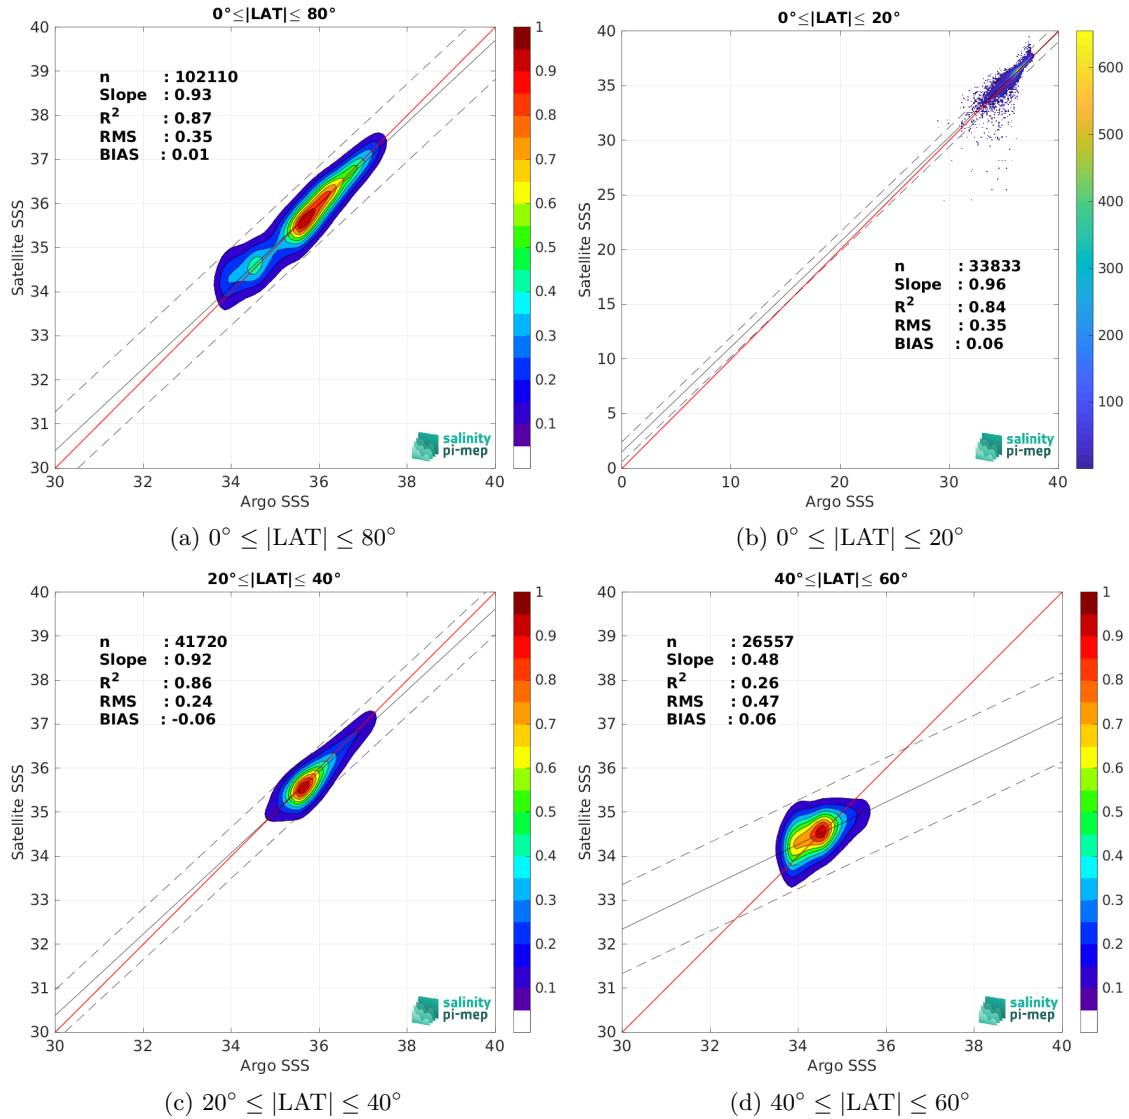 0°≤|LAT|≤ 80°
40
39
38
37
36
35
34
33
32
31
30
Satellite SSS
n : 102110
Slope : 0.93
R² : 0.87
RMS : 0.35
BIAS : 0.01
salinity
pi-mep
30 32 34 36 38 40
Argo SSS
1
0.9
0.8
0.7
0.6
0.5
0.4
0.3
0.2
0.1
(a) 0° ≤ |LAT| ≤ 80°
0°≤|LAT|≤ 20°
40
35
30
25
20
15
10
5
0
Satellite SSS
n : 33833
Slope : 0.96
R² : 0.84
RMS : 0.35
BIAS : 0.06
salinity
pi-mep
0 10 20 30 40
Argo SSS
600
500
400
300
200
100
(b) 0° ≤ |LAT| ≤ 20°
20°≤|LAT|≤ 40°
40
39
38
37
36
35
34
33
32
31
30
Satellite SSS
n : 41720
Slope : 0.92
R² : 0.86
RMS : 0.24
BIAS : -0.06
salinity
pi-mep
30 32 34 36 38 40
Argo SSS
1
0.9
0.8
0.7
0.6
0.5
0.4
0.3
0.2
0.1
(c) 20° ≤ |LAT| ≤ 40°
40°≤|LAT|≤ 60°
40
39
38
37
36
35
34
33
32
31
30
Satellite SSS
n : 26557
Slope : 0.48
R² : 0.26
RMS : 0.47
BIAS : 0.06
salinity
pi-mep
30 32 34 36 38 40
Argo SSS
1
0.9
0.8
0.7
0.6
0.5
0.4
0.3
0.2
0.1
(d) 40° ≤ |LAT| ≤ 60°